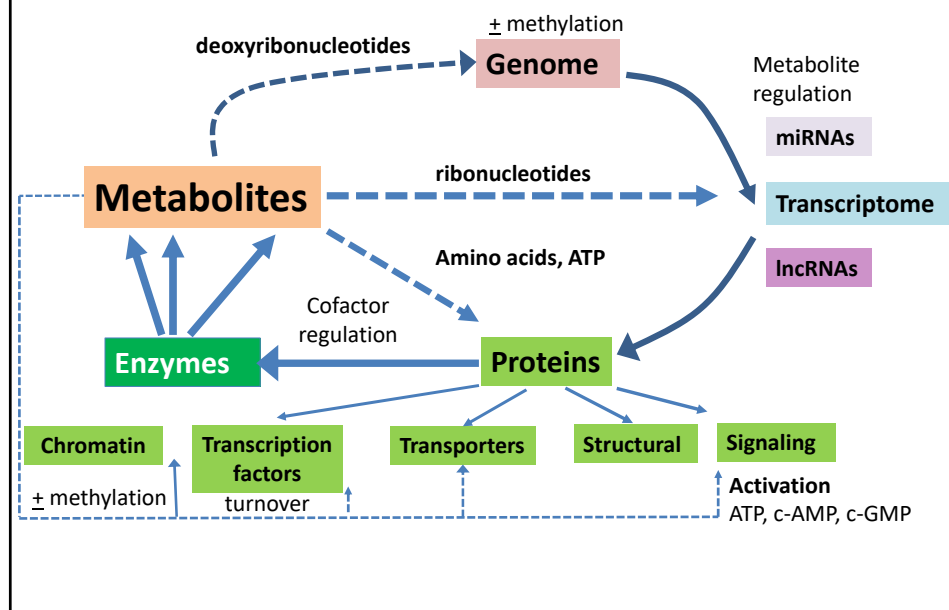 ± methylation
deoxyribonucleotides
Genome
Metabolite
regulation
miRNAs
ribonucleotides
Metabolites
Transcriptome
Amino acids, ATP
lncRNAs
Cofactor
regulation
Enzymes
Proteins
Chromatin
Transcription
factors
Transporters
Structural
Signaling
± methylation
turnover
Activation
ATP, c-AMP, c-GMP